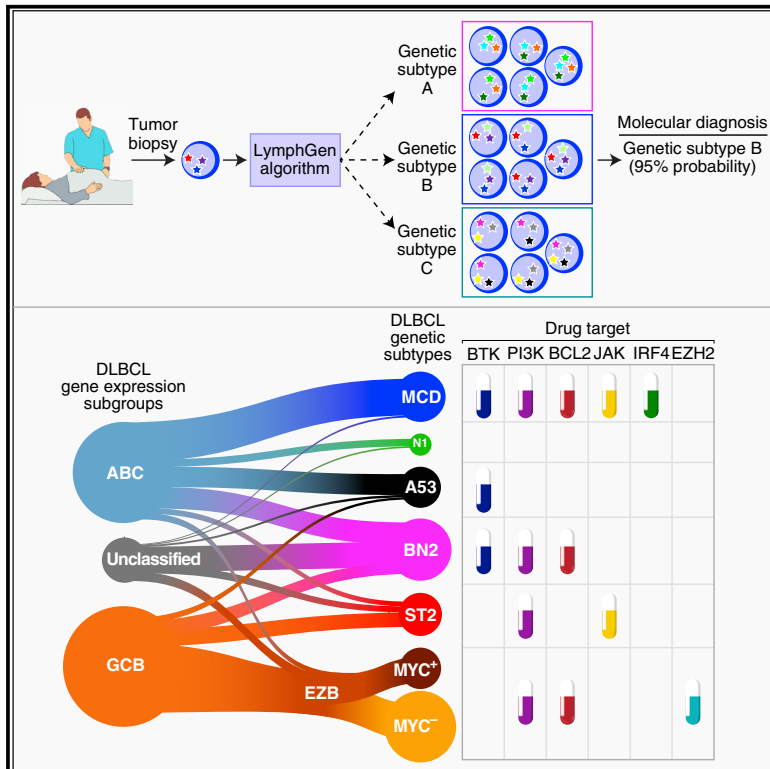 Tumor
biopsy
LymphGen
algorithm
Genetic
subtype
A
Genetic
subtype
B
Genetic
subtype
C
Molecular diagnosis
Genetic subtype B
(95% probability)
DLBCL
gene expression
subgroups
DLBCL
genetic
subtypes
Drug target
BTK PI3K BCL2 JAK IRF4 EZH2
ABC
Unclassified
GCB
EZB
MCD
N1
A53
BN2
ST2
MYC⁺
MYC⁻